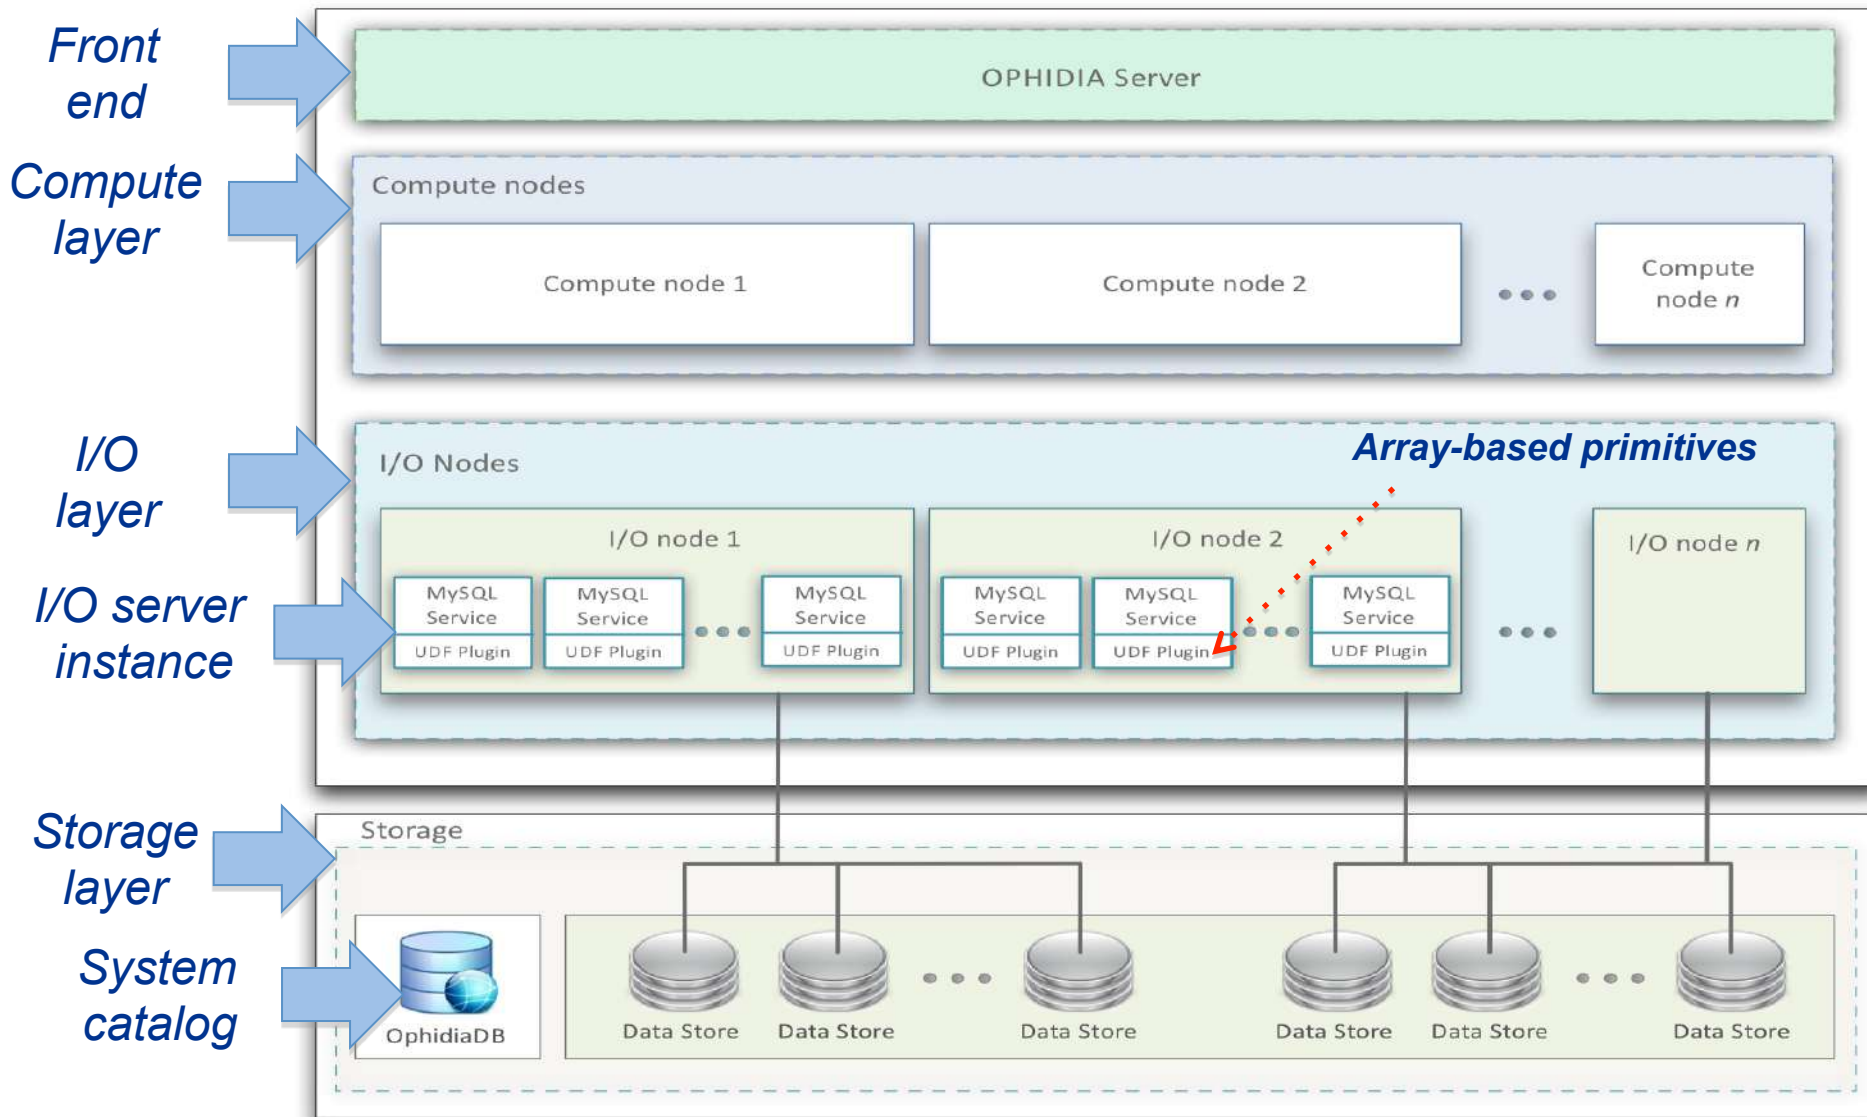 Front
end
OPHIDIA Server
Compute
layer
Compute nodes
Compute node 1
Compute node 2
Compute
node n
I/O
layer
I/O Nodes
Array-based primitives
I/O node 1
I/O node 2
I/O node n
I/O server
instance
MySQL
Service
UDF Plugin
MySQL
Service
UDF Plugin
MySQL
Service
UDF Plugin
MySQL
Service
UDF Plugin
MySQL
Service
UDF Plugin
MySQL
Service
UDF Plugin
Storage
layer
Storage
System
catalog
OphidiaDB
Data Store
Data Store
Data Store
Data Store
Data Store
Data Store